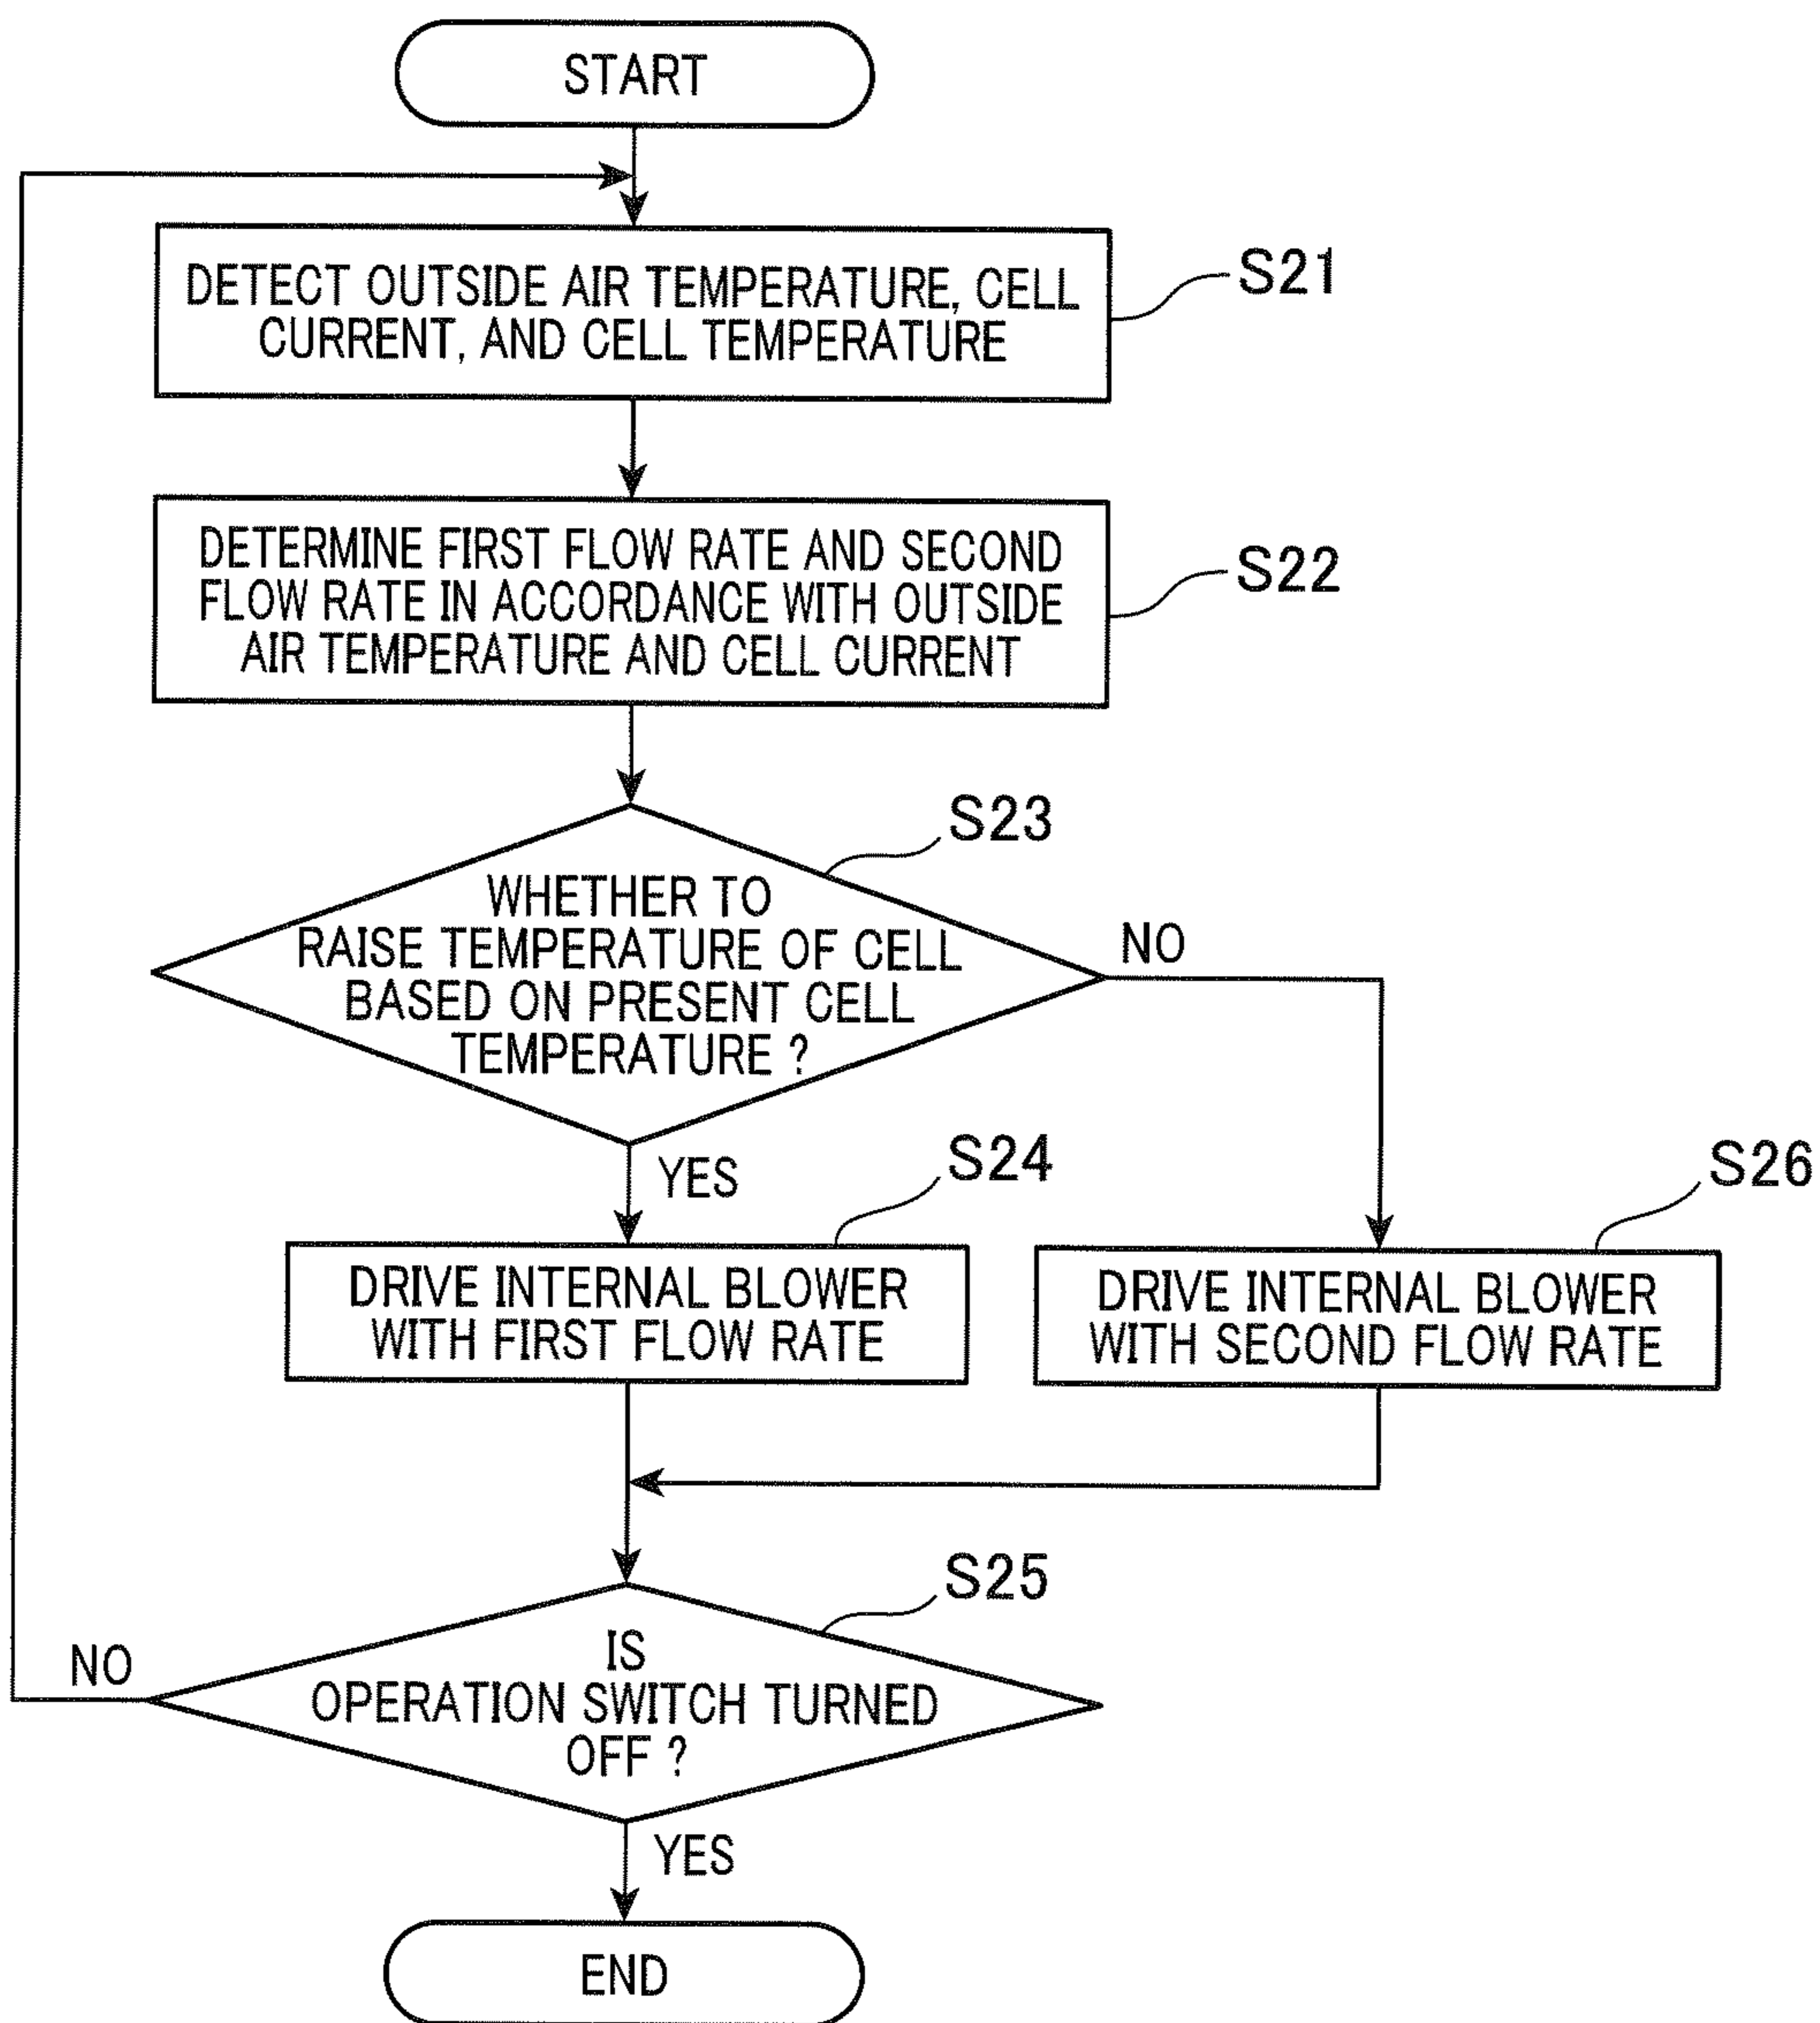 START
DETECT OUTSIDE AIR TEMPERATURE, CELL
CURRENT, AND CELL TEMPERATURE
S21
DETERMINE FIRST FLOW RATE AND SECOND
FLOW RATE IN ACCORDANCE WITH OUTSIDE
AIR TEMPERATURE AND CELL CURRENT
S22
S23
WHETHER TO
RAISE TEMPERATURE OF CELL
BASED ON PRESENT CELL
TEMPERATURE ?
NO
YES
S24
DRIVE INTERNAL BLOWER
WITH FIRST FLOW RATE
S26
DRIVE INTERNAL BLOWER
WITH SECOND FLOW RATE
S25
IS
OPERATION SWITCH TURNED
OFF ?
NO
YES
END